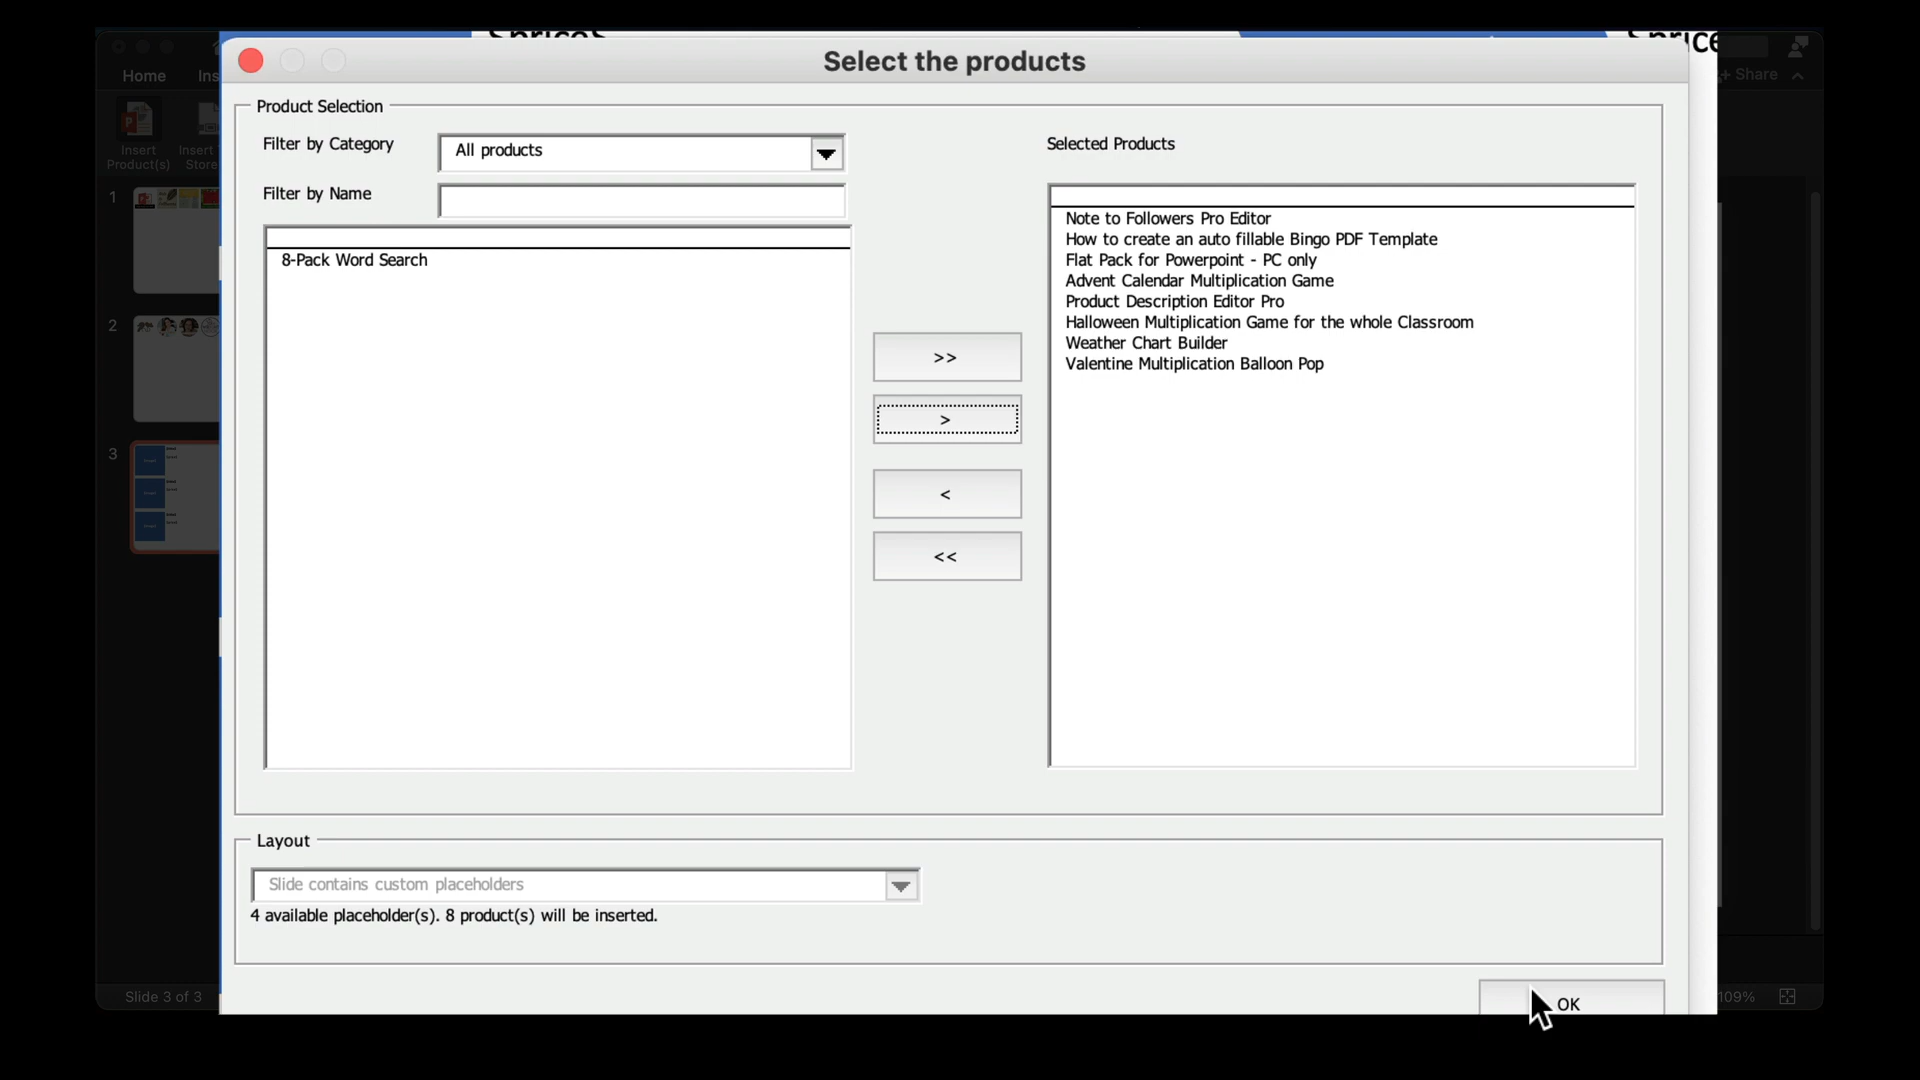 Select the products
Home
Share
Insert
Product(s)
Insert
Store
1
2
3
Product Selection
Filter by Category
All products
Filter by Name
8-Pack Word Search
>>
>
<
<<
Selected Products
Note to Followers Pro Editor
How to create an auto fillable Bingo PDF Template
Flat Pack for Powerpoint - PC only
Advent Calendar Multiplication Game
Product Description Editor Pro
Halloween Multiplication Game for the whole Classroom
Weather Chart Builder
Valentine Multiplication Balloon Pop
Layout
Slide contains custom placeholders
4 available placeholder(s). 8 product(s) will be inserted.
OK
Slide 3 of 3
109%